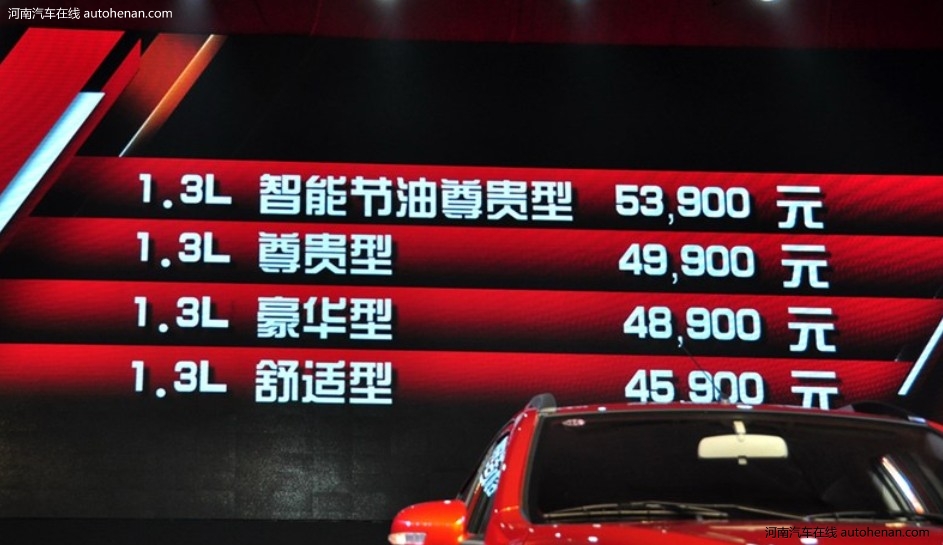 河南汽车在线 autohenan.com
1.3L 智能节油尊贵型 53,900 元
1.3L 尊贵型 49,900 元
1.3L 豪华型 48,900 元
1.3L 舒适型 45,900 元
河南汽车在线 autohenan.com